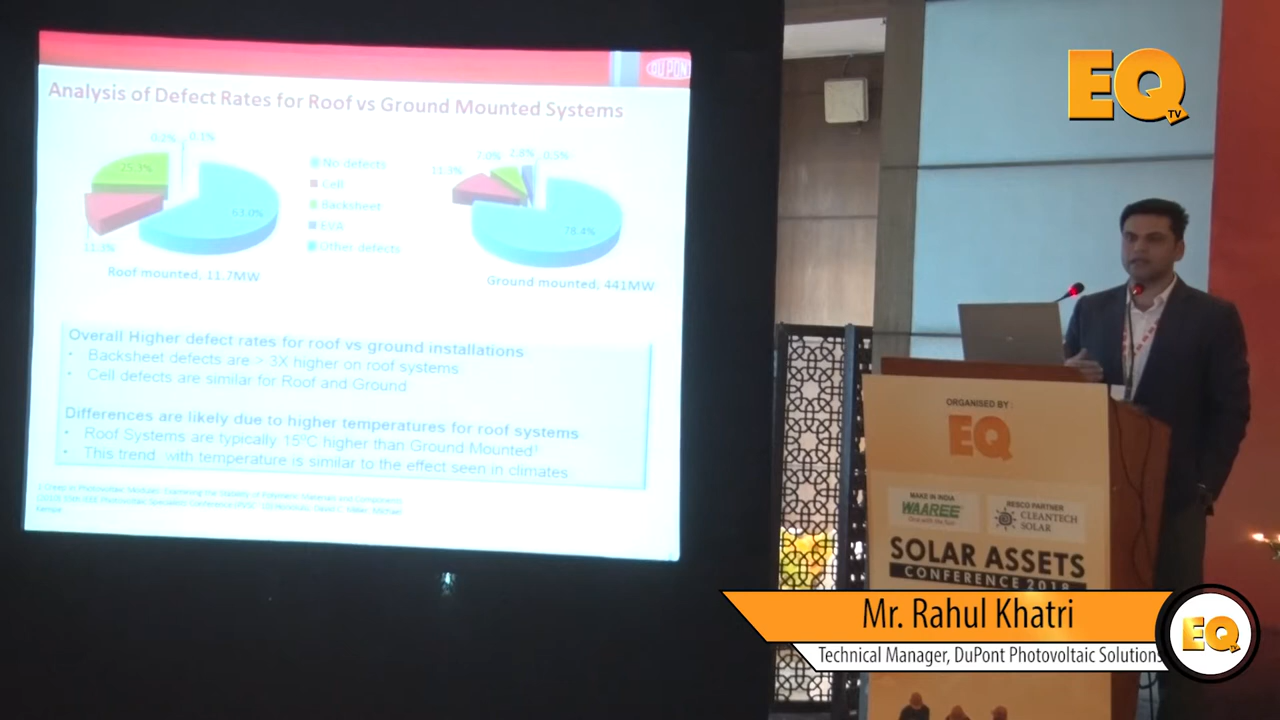 DUPONT
Analysis of Defect Rates for Roof vs Ground Mounted Systems
0.2% 0.1%
25.3%
63.0%
11.3%
Roof mounted, 11.7MW
No defects
Cell
Backsheet
EVA
Other defects
7.0% 2.8% 0.5%
11.3%
78.4%
Ground mounted, 441MW
Overall Higher defect rates for roof vs ground installations
• Backsheet defects are > 3X higher on roof systems
• Cell defects are similar for Roof and Ground
Differences are likely due to higher temperatures for roof systems
• Roof Systems are typically 15°C higher than Ground Mounted¹
• This trend with temperature is similar to the effect seen in climates
EQ
TV
ORGANISED BY :
EQ
MAKE IN INDIA
WAAREE
One with the Sun
RESCO PARTNER
CLEANTECH
SOLAR
SOLAR ASSETS
CONFERENCE 2018
Mr. Rahul Khatri
Technical Manager, DuPont Photovoltaic Solutions
EQ
TV